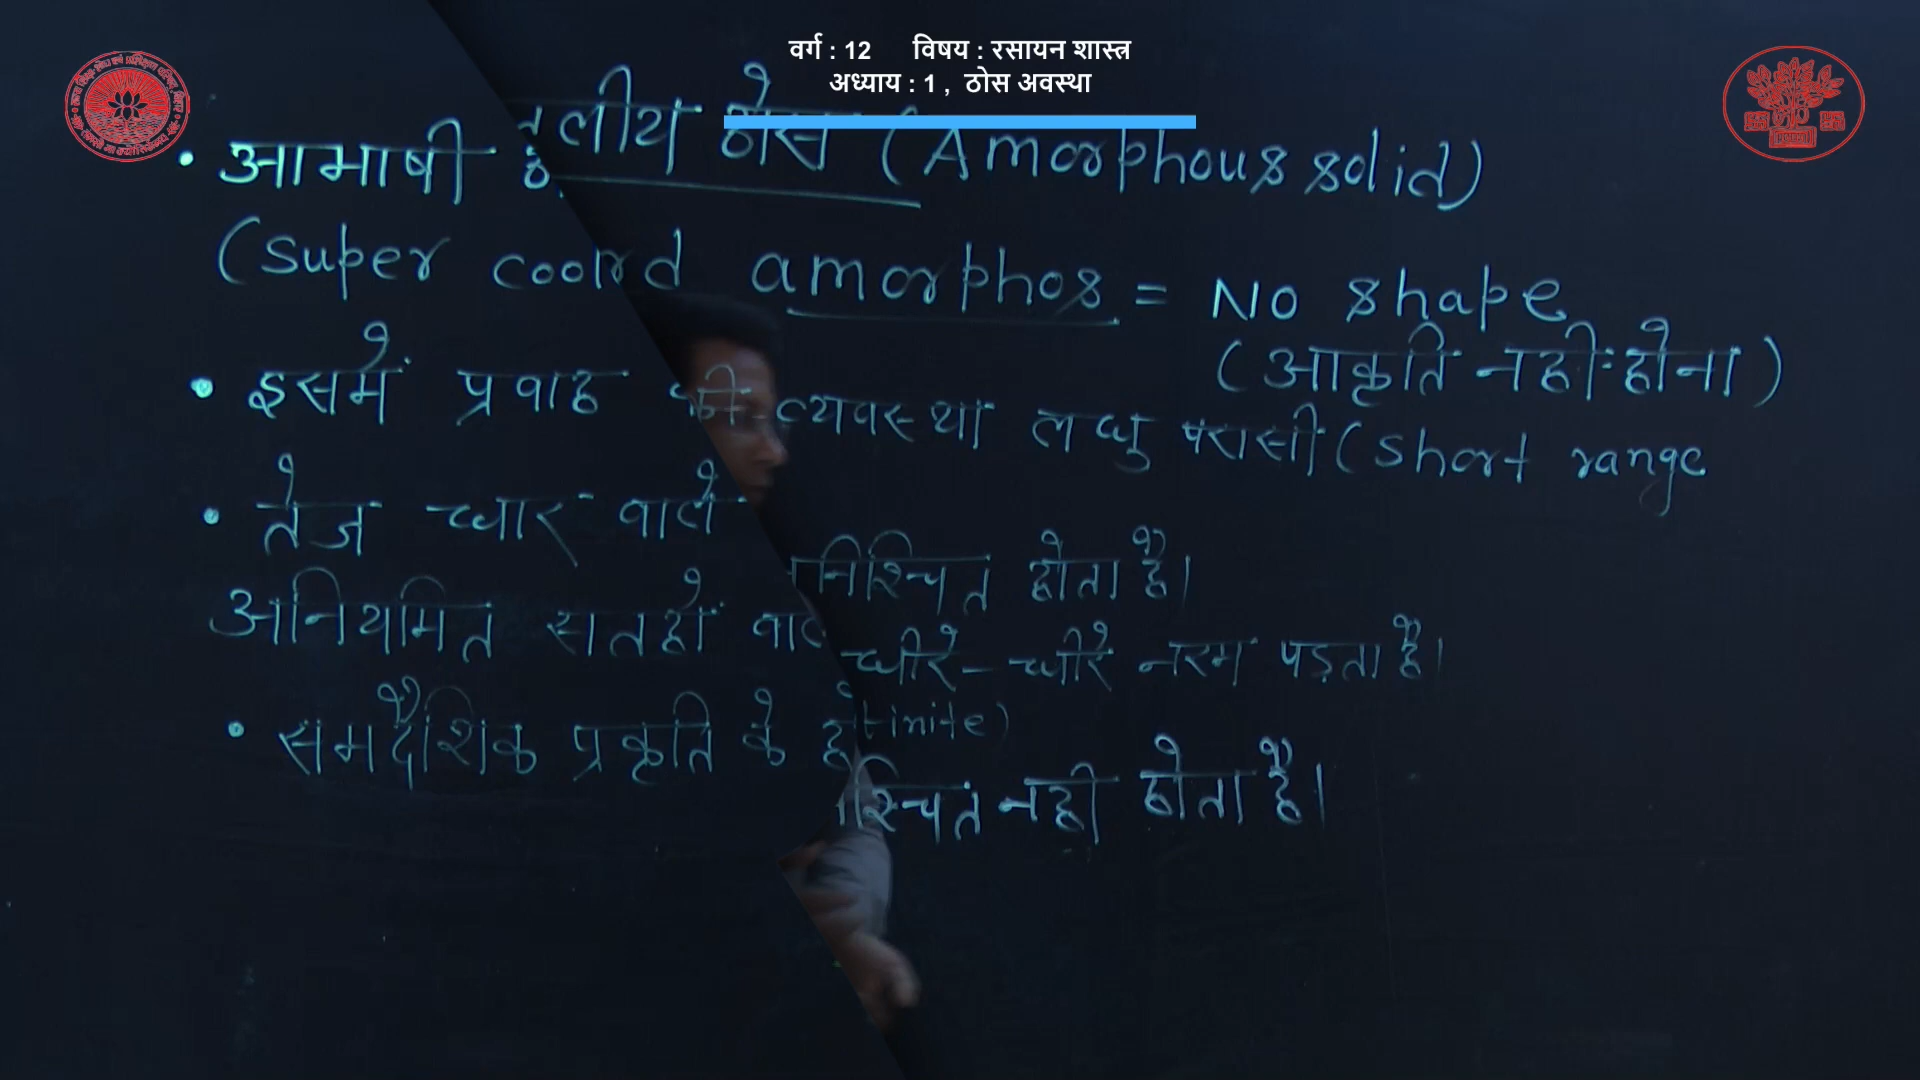 वर्ग : 12 विषय : रसायन शास्त्र
अध्याय : 1 , ठोस अवस्था
• आभाषी
लीय ठोस (Amorphous solid)
(Super
amorphos = No shape
(आकृति नहीं होना)
• इसमें प्रवाह की
व्यवस्था लघु परासी (short range
• तेज धार वाले
निश्चित होता है।
अनियमित सतहों
धीरे-धीरे नरम पड़ता है।
• समदैशिक प्रकृति के
finite)
श्चित नही होता है।